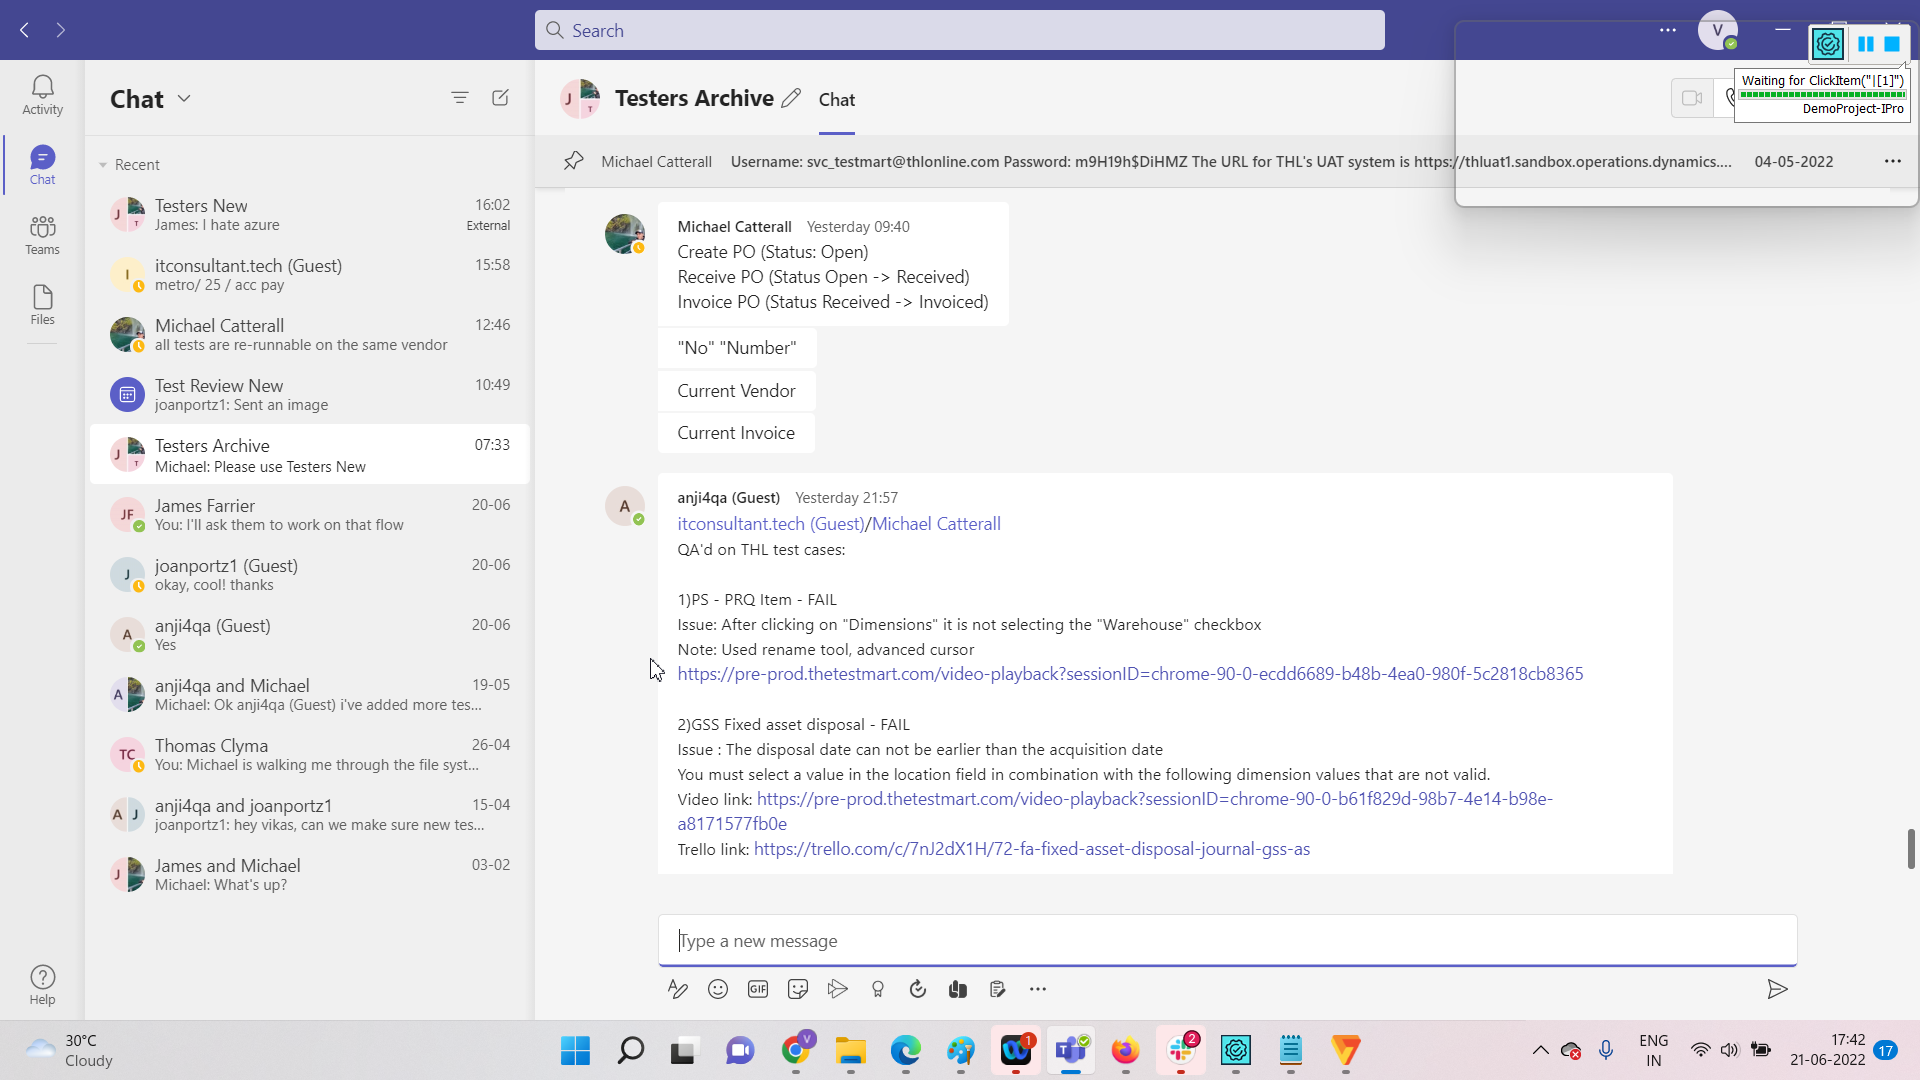 Search
V
Waiting for ClickItem("|[1]")
DemoProject-IPro
Activity
Chat
Teams
Files
Help
Chat
Recent
Testers New
16:02
James: I hate azure
External
itconsultant.tech (Guest)
15:58
metro/ 25 / acc pay
Michael Catterall
12:46
all tests are re-runnable on the same vendor
Test Review New
10:49
joanportz1: Sent an image
Testers Archive
07:33
Michael: Please use Testers New
James Farrier
20-06
You: I'll ask them to work on that flow
joanportz1 (Guest)
20-06
okay, cool! thanks
anji4qa (Guest)
20-06
Yes
anji4qa and Michael
19-05
Michael: Ok anji4qa (Guest) i've added more tes...
Thomas Clyma
26-04
You: Michael is walking me through the file syst...
anji4qa and joanportz1
15-04
joanportz1: hey vikas, can we make sure new tes...
James and Michael
03-02
Michael: What's up?
J T
I
J T
JF
J
A
A
TC
A J
J
J T
Testers Archive
Chat
Michael Catterall Username: svc_testmart@thlonline.com Password: m9H19h$DiHMZ The URL for THL's UAT system is https://thluat1.sandbox.operations.dynamics.... 04-05-2022
Michael Catterall Yesterday 09:40
Create PO (Status: Open)
Receive PO (Status Open -> Received)
Invoice PO (Status Received -> Invoiced)
"No" "Number"
Current Vendor
Current Invoice
A
anji4qa (Guest) Yesterday 21:57
itconsultant.tech (Guest)/Michael Catterall
QA'd on THL test cases:
1)PS - PRQ Item - FAIL
Issue: After clicking on "Dimensions" it is not selecting the "Warehouse" checkbox
Note: Used rename tool, advanced cursor
https://pre-prod.thetestmart.com/video-playback?sessionID=chrome-90-0-ecdd6689-b48b-4ea0-980f-5c2818cb8365
2)GSS Fixed asset disposal - FAIL
Issue : The disposal date can not be earlier than the acquisition date
You must select a value in the location field in combination with the following dimension values that are not valid.
Video link: https://pre-prod.thetestmart.com/video-playback?sessionID=chrome-90-0-b61f829d-98b7-4e14-b98e-
a8171577fb0e
Trello link: https://trello.com/c/7nJ2dX1H/72-fa-fixed-asset-disposal-journal-gss-as
Type a new message
GIF
30°C
Cloudy
V
1
2
ENG
IN
17:42
21-06-2022
17